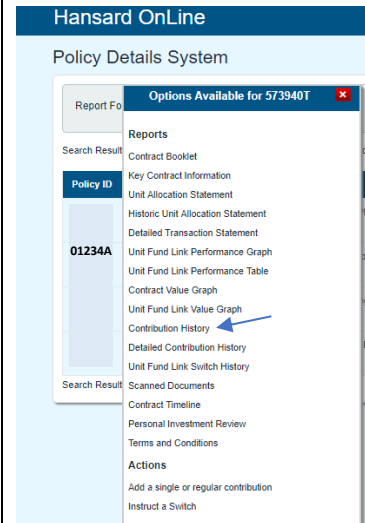 Hansard OnLine
Policy Details System
Report Fo
Options Available for 573940T
Search Result
Policy ID
01234A
Search Result
Reports
Contract Booklet
Key Contract Information
Unit Allocation Statement
Historic Unit Allocation Statement
Detailed Transaction Statement
Unit Fund Link Performance Graph
Unit Fund Link Performance Table
Contract Value Graph
Unit Fund Link Value Graph
Contribution History
Detailed Contribution History
Unit Fund Link Switch History
Scanned Documents
Contract Timeline
Personal Investment Review
Terms and Conditions
Actions
Add a single or regular contribution
Instruct a Switch